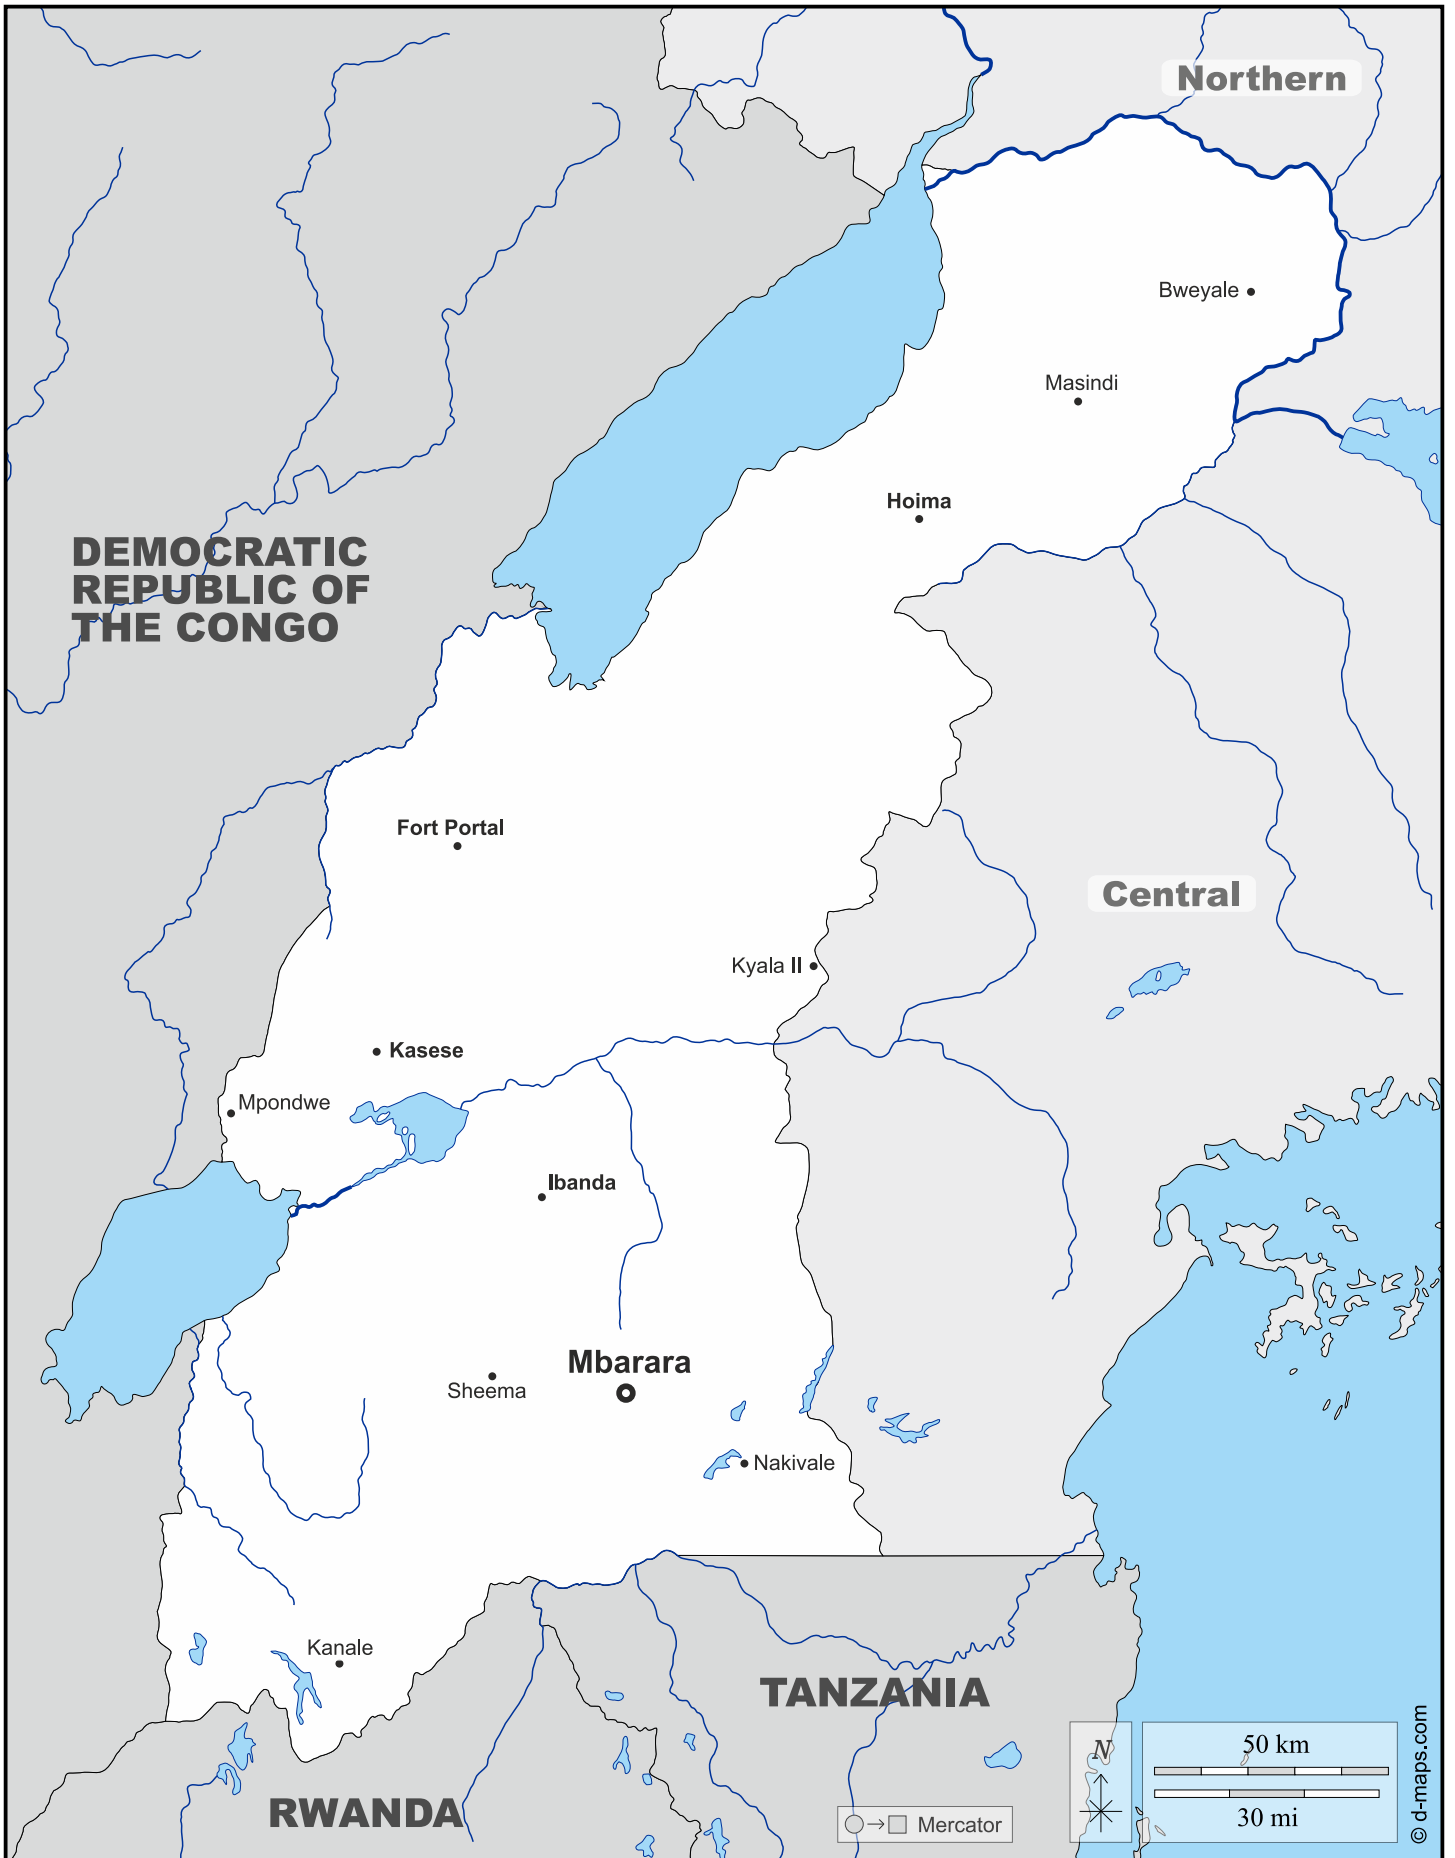 Northern
Bweyale
Masindi
Hoima
DEMOCRATIC
REPUBLIC OF
THE CONGO
Fort Portal
Central
Kyala II
Kasese
Mpondwe
Ibanda
Mbarara
Sheema
Nakivale
Kanale
TANZANIA
RWANDA
Mercator
N
50 km
30 mi
© d-maps.com